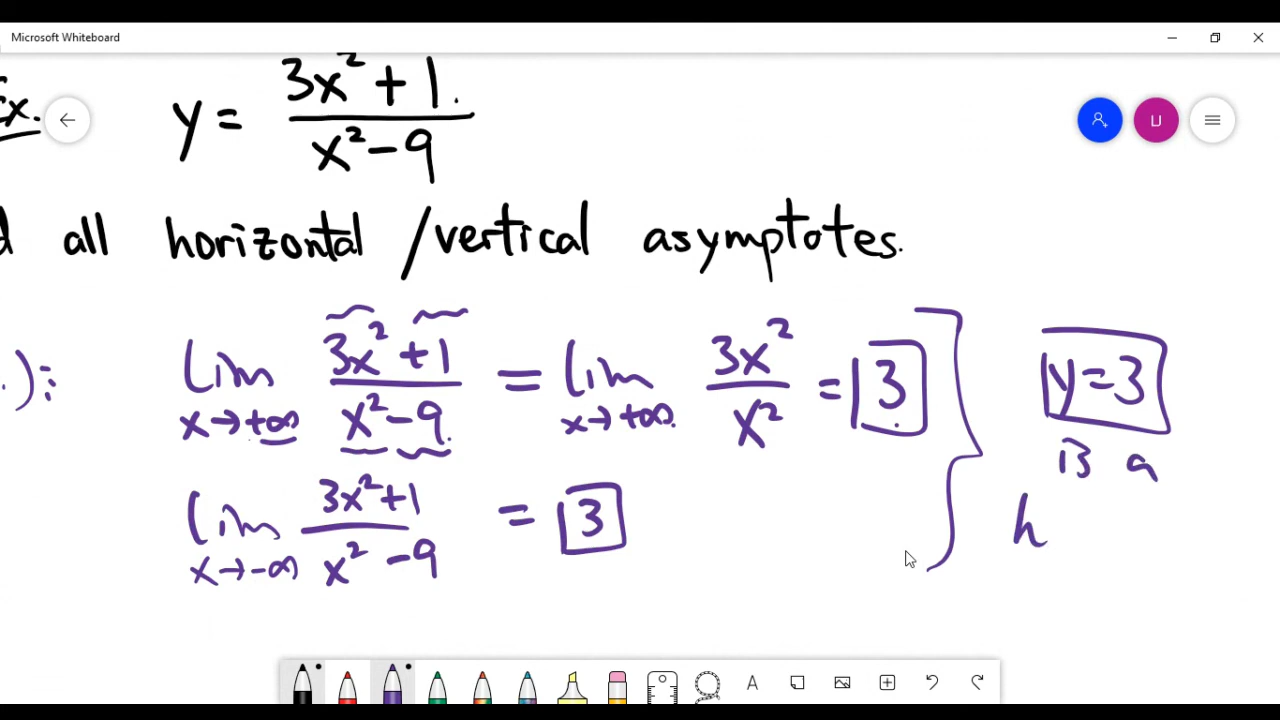 Microsoft Whiteboard
Ex. y = (3x² + 1)/(x² - 9)
all horizontal / vertical asymptotes.
.): lim x→+∞ (3x² + 1)/(x² - 9) = lim x→+∞ 3x²/x² = 3 } y = 3
is a
lim x→-∞ (3x² + 1)/(x² - 9) = 3
h
U
A